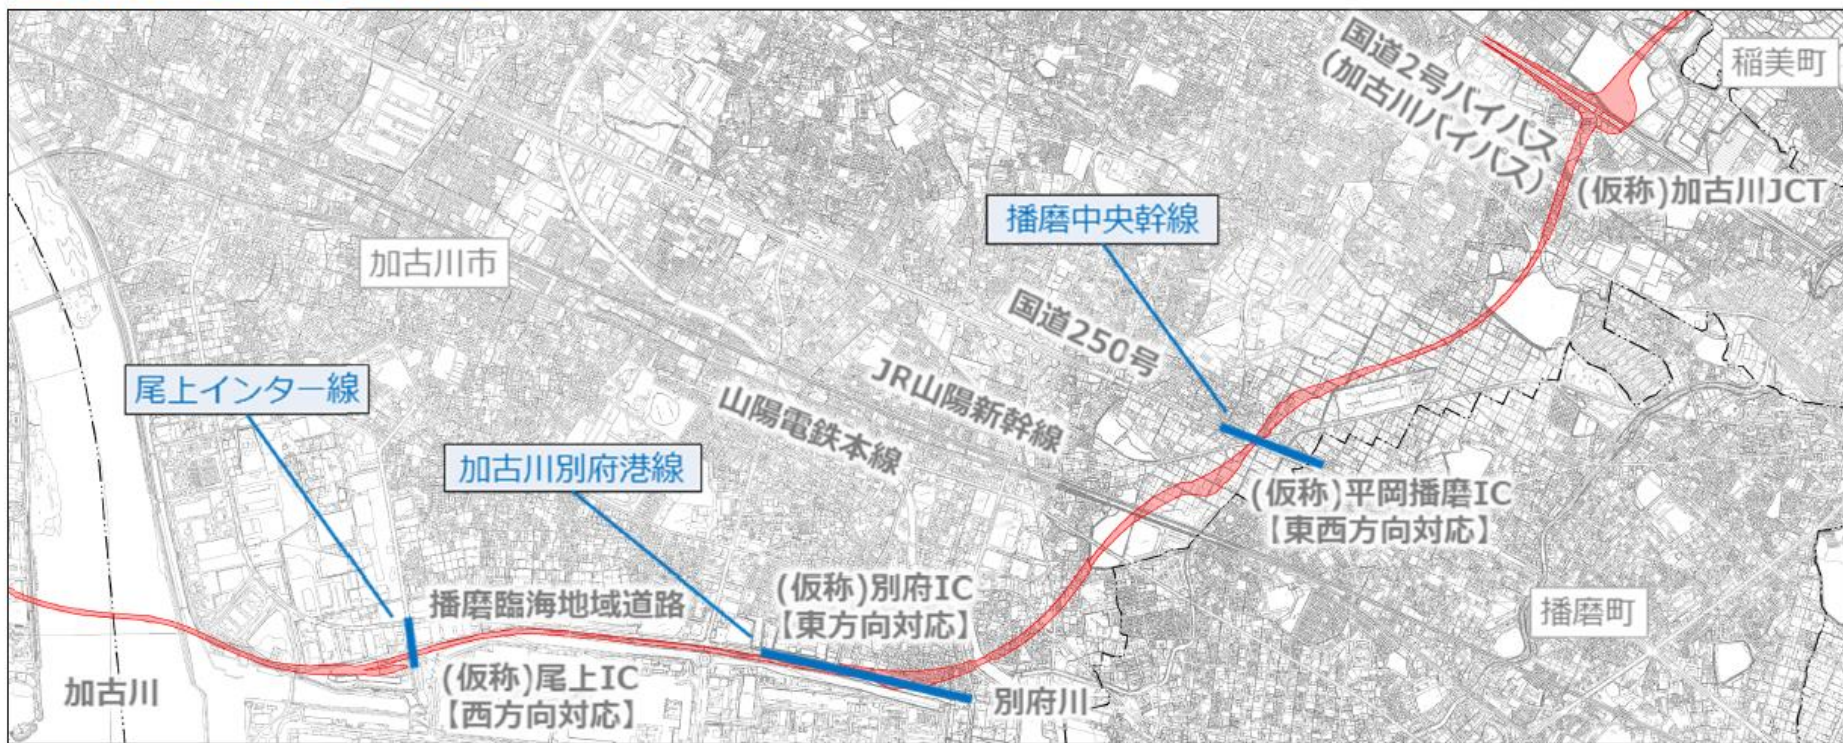 国道2号バイパス
(加古川バイパス)
稲美町
(仮称)加古川JCT
播磨中央幹線
加古川市
国道250号
JR山陽新幹線
山陽電鉄本線
尾上インター線
加古川別府港線
(仮称)平岡播磨IC
【東西方向対応】
播磨臨海地域道路
(仮称)別府IC
【東方向対応】
播磨町
(仮称)尾上IC
【西方向対応】
加古川
別府川